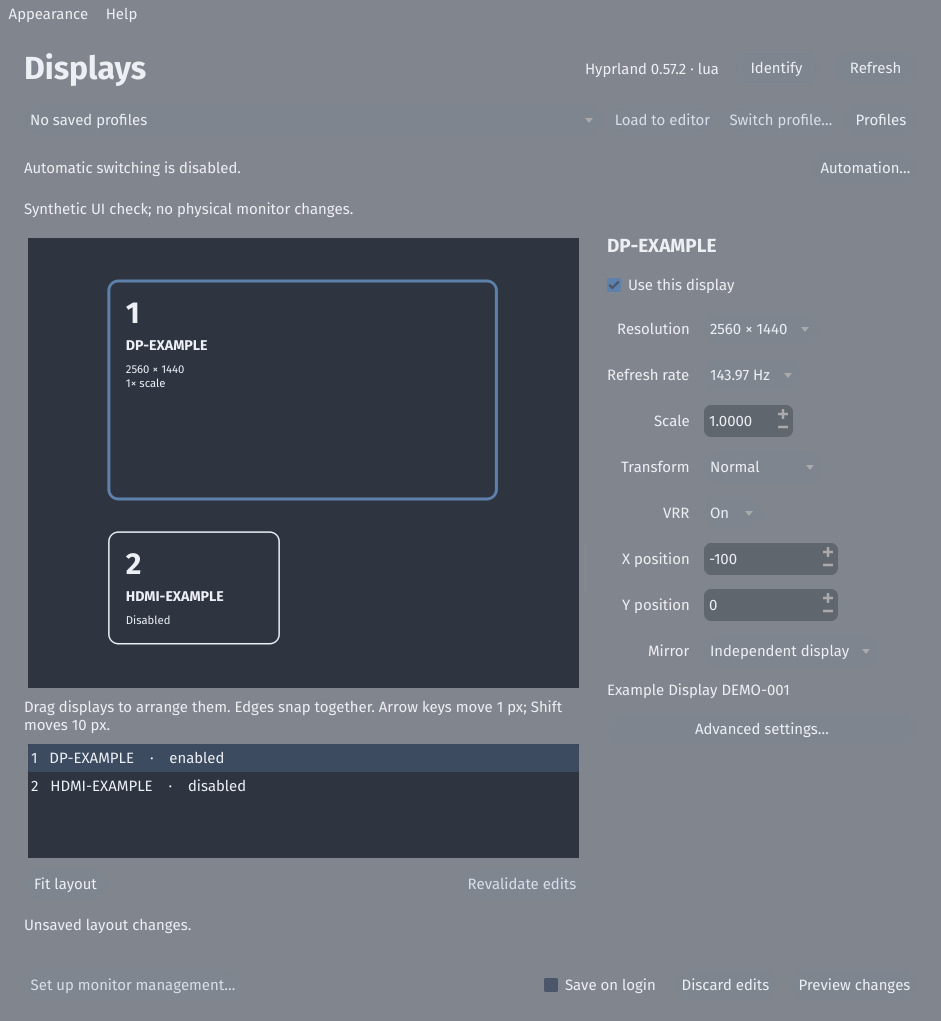 Appearance Help
Displays
Hyprland 0.57.2 · lua Identify Refresh
No saved profiles Load to editor Switch profile... Profiles
Automatic switching is disabled. Automation...
Synthetic UI check; no physical monitor changes.
1
DP-EXAMPLE
2560 × 1440
1× scale
2
HDMI-EXAMPLE
Disabled
Drag displays to arrange them. Edges snap together. Arrow keys move 1 px; Shift
moves 10 px.
1 DP-EXAMPLE · enabled
2 HDMI-EXAMPLE · disabled
Fit layout Revalidate edits
Unsaved layout changes.
DP-EXAMPLE
Use this display
Resolution 2560 × 1440
Refresh rate 143.97 Hz
Scale 1.0000
Transform Normal
VRR On
X position -100
Y position 0
Mirror Independent display
Example Display DEMO-001
Advanced settings...
Set up monitor management... Save on login Discard edits Preview changes